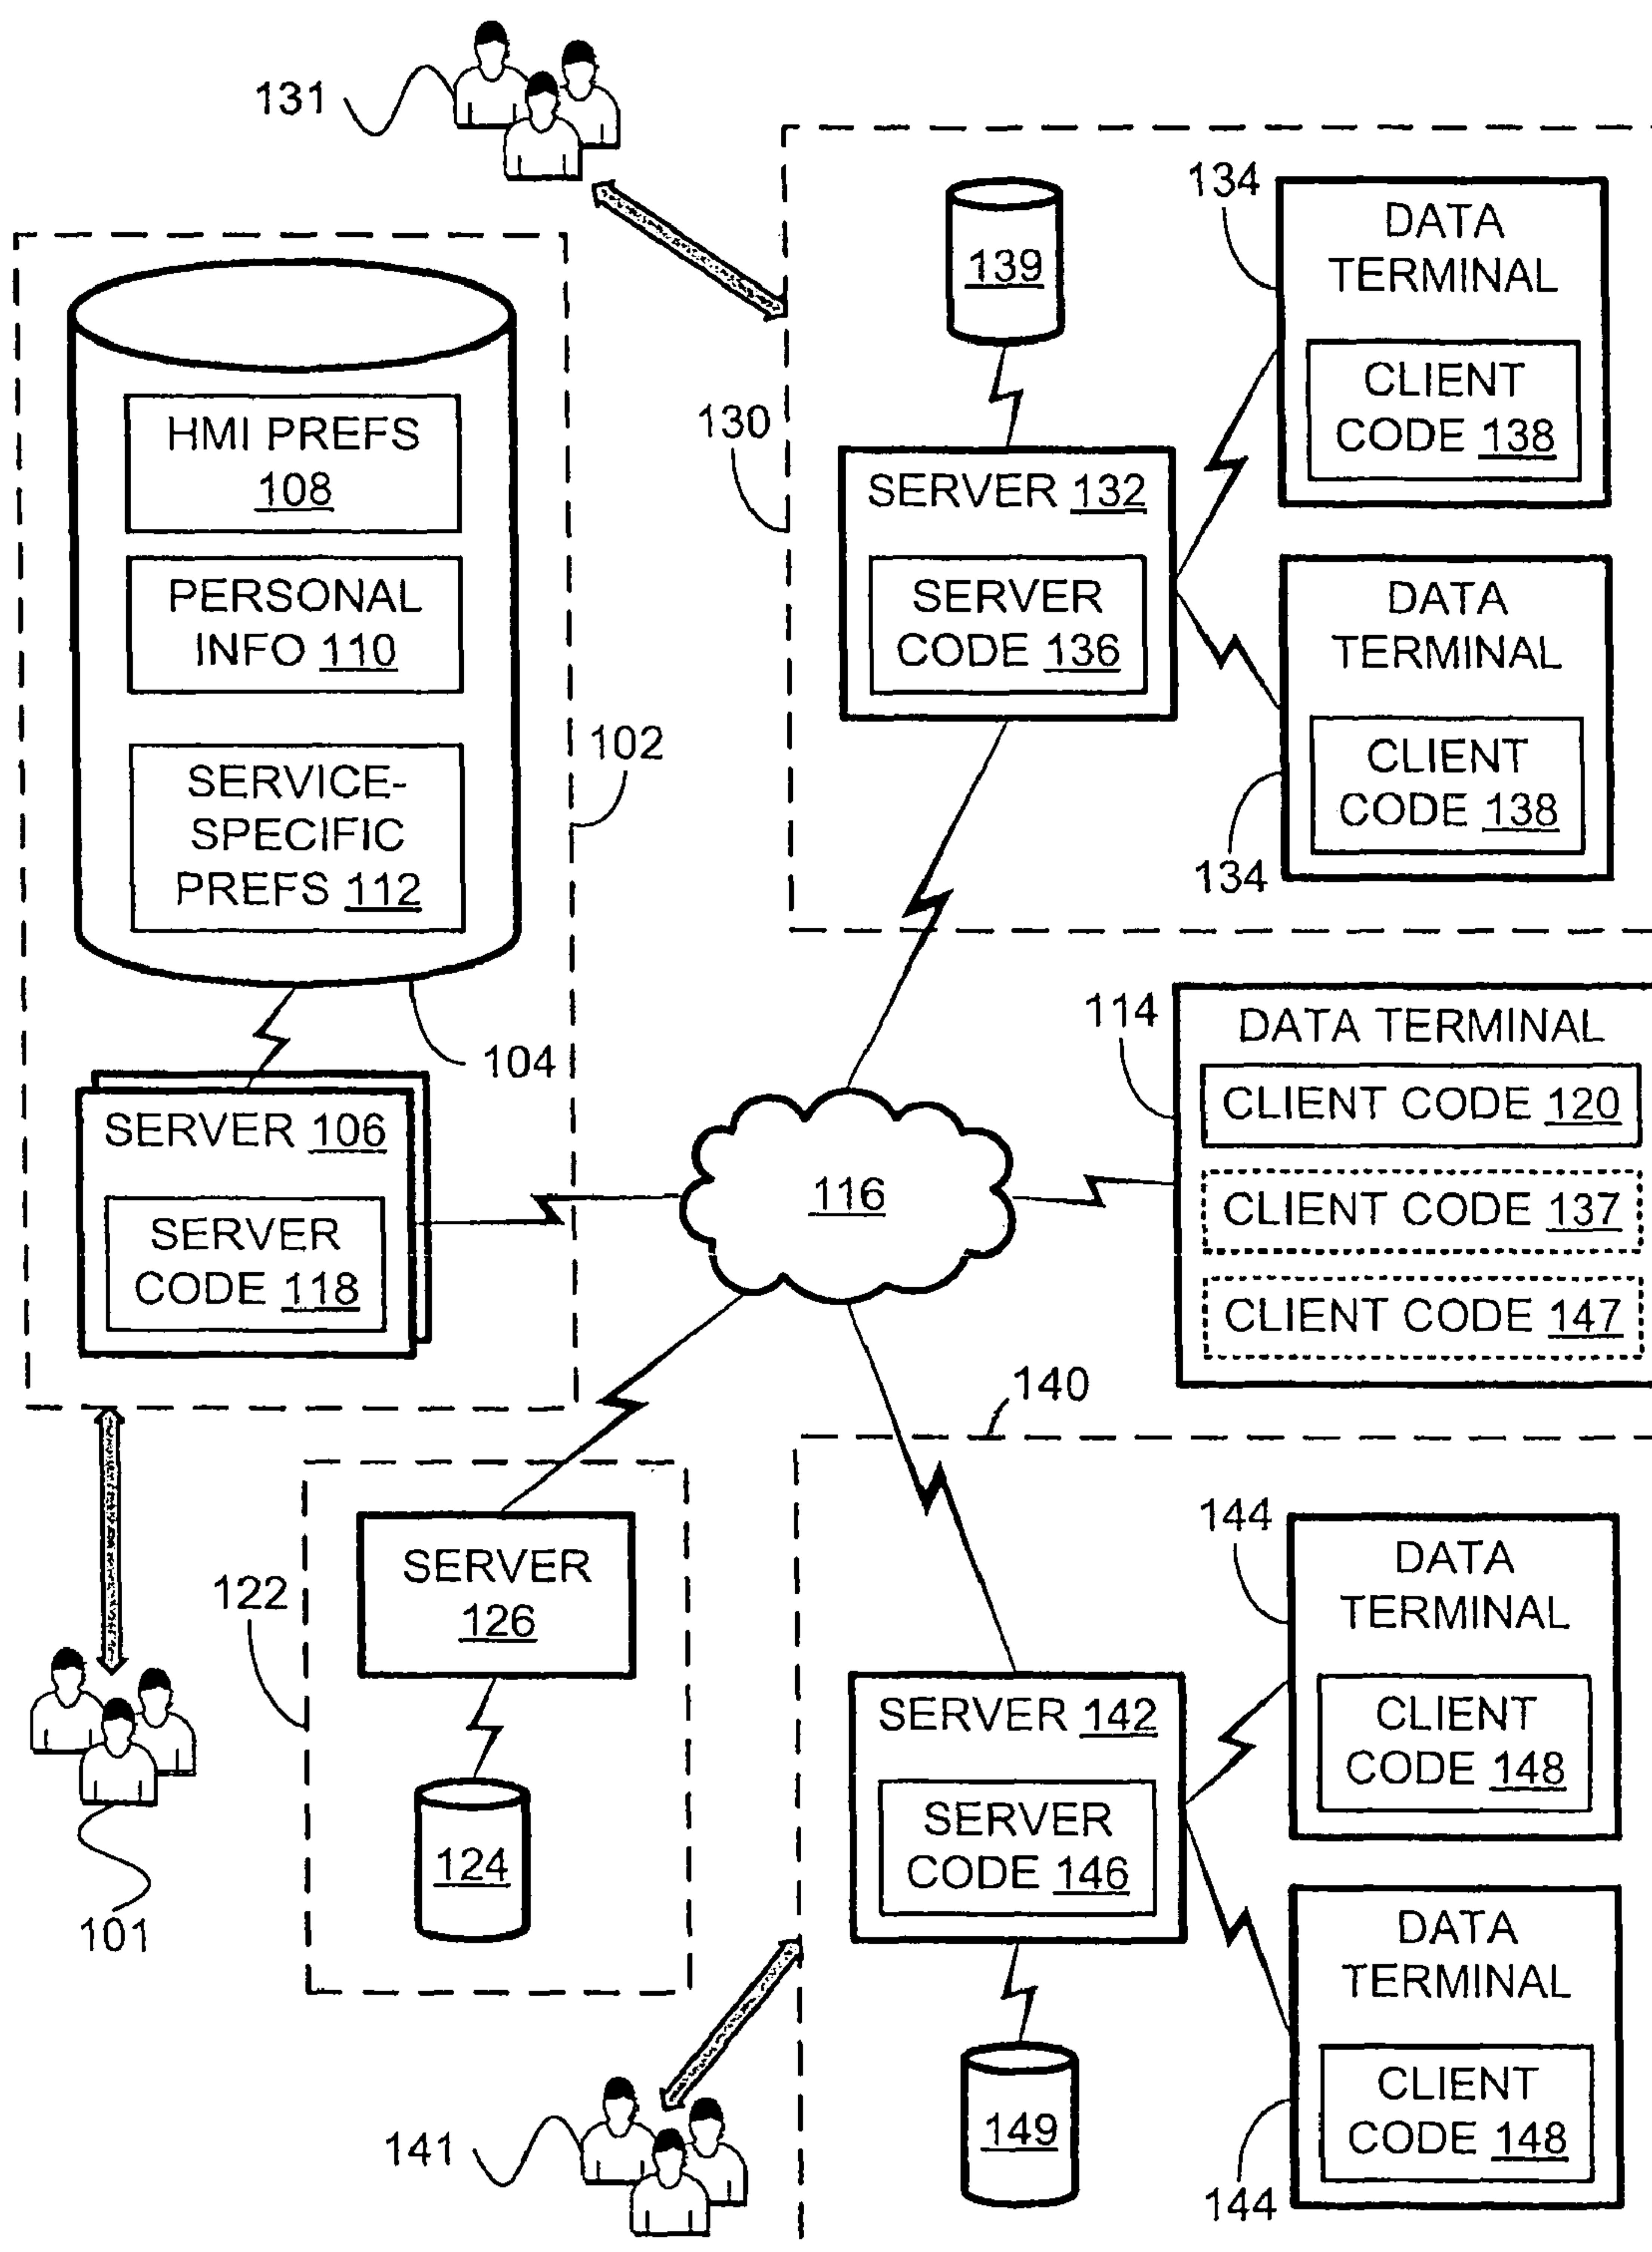 131
134
DATA
TERMINAL
CLIENT
CODE 138
139
130
SERVER 132
SERVER
CODE 136
DATA
TERMINAL
CLIENT
CODE 138
134
HMI PREFS
108
PERSONAL
INFO 110
SERVICE-
SPECIFIC
PREFS 112
102
104
SERVER 106
SERVER
CODE 118
116
114
DATA TERMINAL
CLIENT CODE 120
CLIENT CODE 137
CLIENT CODE 147
140
122
SERVER
126
124
101
144
DATA
TERMINAL
CLIENT
CODE 148
SERVER 142
SERVER
CODE 146
DATA
TERMINAL
CLIENT
CODE 148
144
149
141